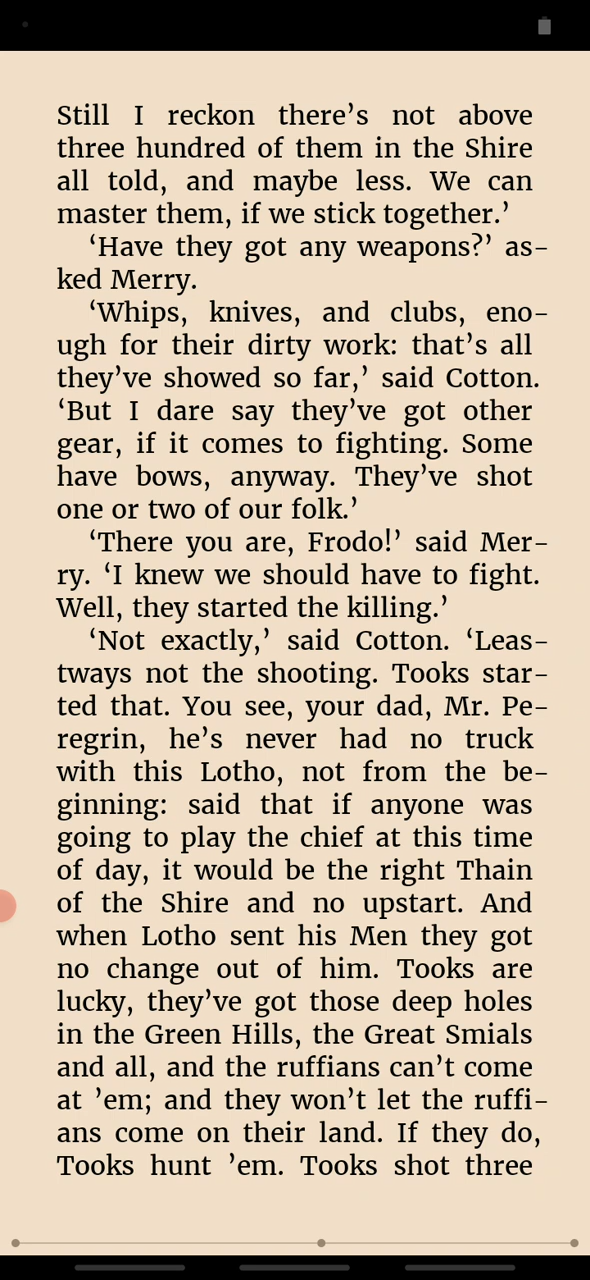 Still I reckon there’s not above
three hundred of them in the Shire
all told, and maybe less. We can
master them, if we stick together.’
‘Have they got any weapons?’ as-
ked Merry.
‘Whips, knives, and clubs, eno-
ugh for their dirty work: that’s all
they’ve showed so far,’ said Cotton.
‘But I dare say they’ve got other
gear, if it comes to fighting. Some
have bows, anyway. They’ve shot
one or two of our folk.’
‘There you are, Frodo!’ said Mer-
ry. ‘I knew we should have to fight.
Well, they started the killing.’
‘Not exactly,’ said Cotton. ‘Leas-
tways not the shooting. Tooks star-
ted that. You see, your dad, Mr. Pe-
regrin, he’s never had no truck
with this Lotho, not from the be-
ginning: said that if anyone was
going to play the chief at this time
of day, it would be the right Thain
of the Shire and no upstart. And
when Lotho sent his Men they got
no change out of him. Tooks are
lucky, they’ve got those deep holes
in the Green Hills, the Great Smials
and all, and the ruffians can’t come
at ’em; and they won’t let the ruffi-
ans come on their land. If they do,
Tooks hunt ’em. Tooks shot three